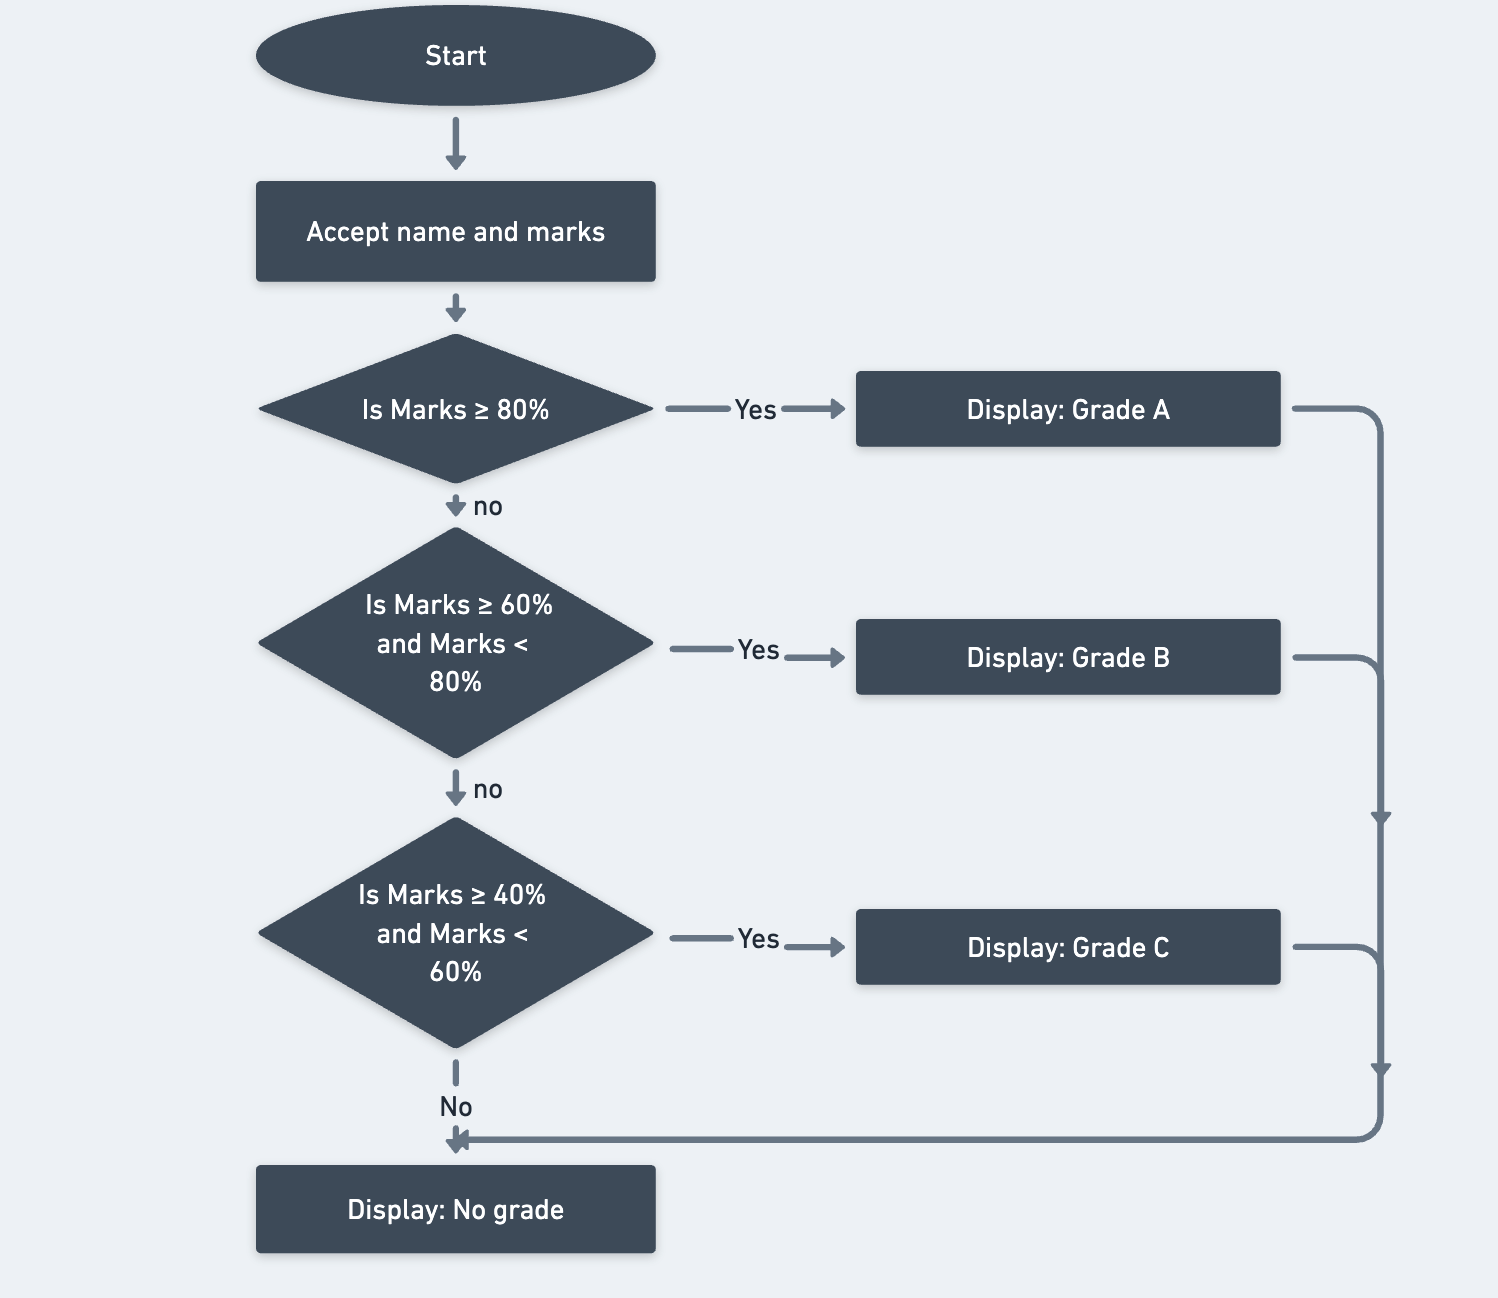 Start
Accept name and marks
Is Marks ≥ 80%
Yes
Display: Grade A
no
Is Marks ≥ 60%
and Marks <
80%
Yes
Display: Grade B
no
Is Marks ≥ 40%
and Marks <
60%
Yes
Display: Grade C
No
Display: No grade